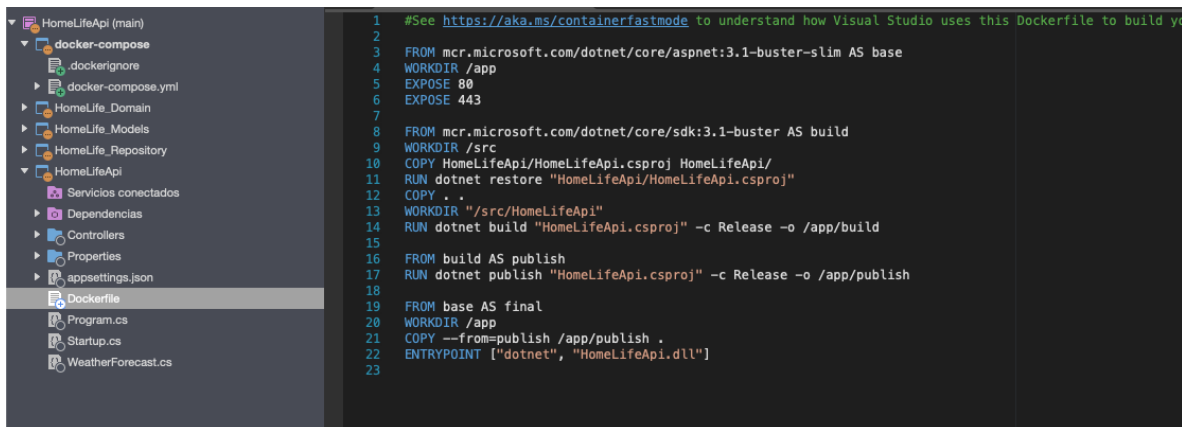 HomeLifeApi (main)
docker-compose
.dockerignore
docker-compose.yml
HomeLife_Domain
HomeLife_Models
HomeLife_Repository
HomeLifeApi
Servicios conectados
Dependencias
Controllers
Properties
appsettings.json
Dockerfile
Program.cs
Startup.cs
WeatherForecast.cs
1 #See https://aka.ms/containerfastmode to understand how Visual Studio uses this Dockerfile to build yo
2
3 FROM mcr.microsoft.com/dotnet/core/aspnet:3.1-buster-slim AS base
4 WORKDIR /app
5 EXPOSE 80
6 EXPOSE 443
7
8 FROM mcr.microsoft.com/dotnet/core/sdk:3.1-buster AS build
9 WORKDIR /src
10 COPY HomeLifeApi/HomeLifeApi.csproj HomeLifeApi/
11 RUN dotnet restore "HomeLifeApi/HomeLifeApi.csproj"
12 COPY . .
13 WORKDIR "/src/HomeLifeApi"
14 RUN dotnet build "HomeLifeApi.csproj" -c Release -o /app/build
15
16 FROM build AS publish
17 RUN dotnet publish "HomeLifeApi.csproj" -c Release -o /app/publish
18
19 FROM base AS final
20 WORKDIR /app
21 COPY --from=publish /app/publish .
22 ENTRYPOINT ["dotnet", "HomeLifeApi.dll"]
23